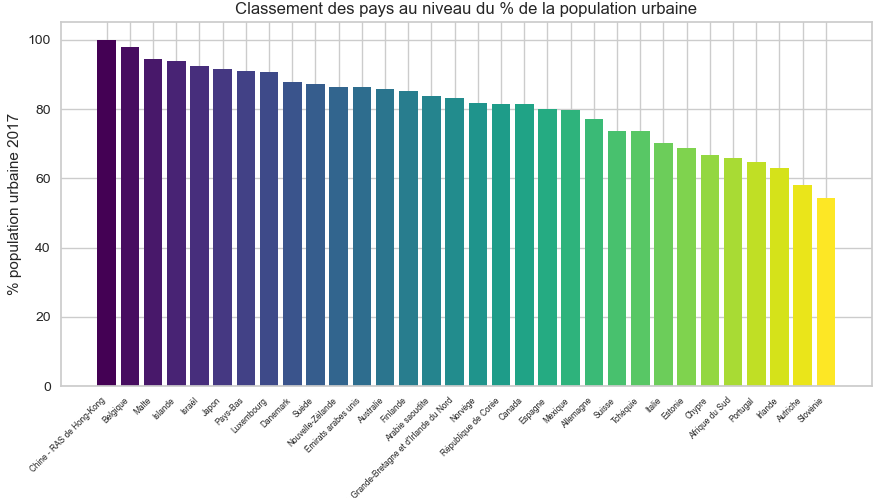 Classement des pays au niveau du % de la population urbaine
% population urbaine 2017
100
80
60
40
20
0
Chine - RAS de Hong-Kong
Belgique
Malte
Islande
Israël
Japon
Pays-Bas
Luxembourg
Danemark
Suède
Nouvelle-Zélande
Emirats arabes unis
Australie
Finlande
Arabie saoudite
Grande-Bretagne et d'Irlande du Nord
Norvège
République de Corée
Canada
Espagne
Mexique
Allemagne
Suisse
Tchéquie
Italie
Estonie
Chypre
Afrique du Sud
Portugal
Irlande
Autriche
Slovénie